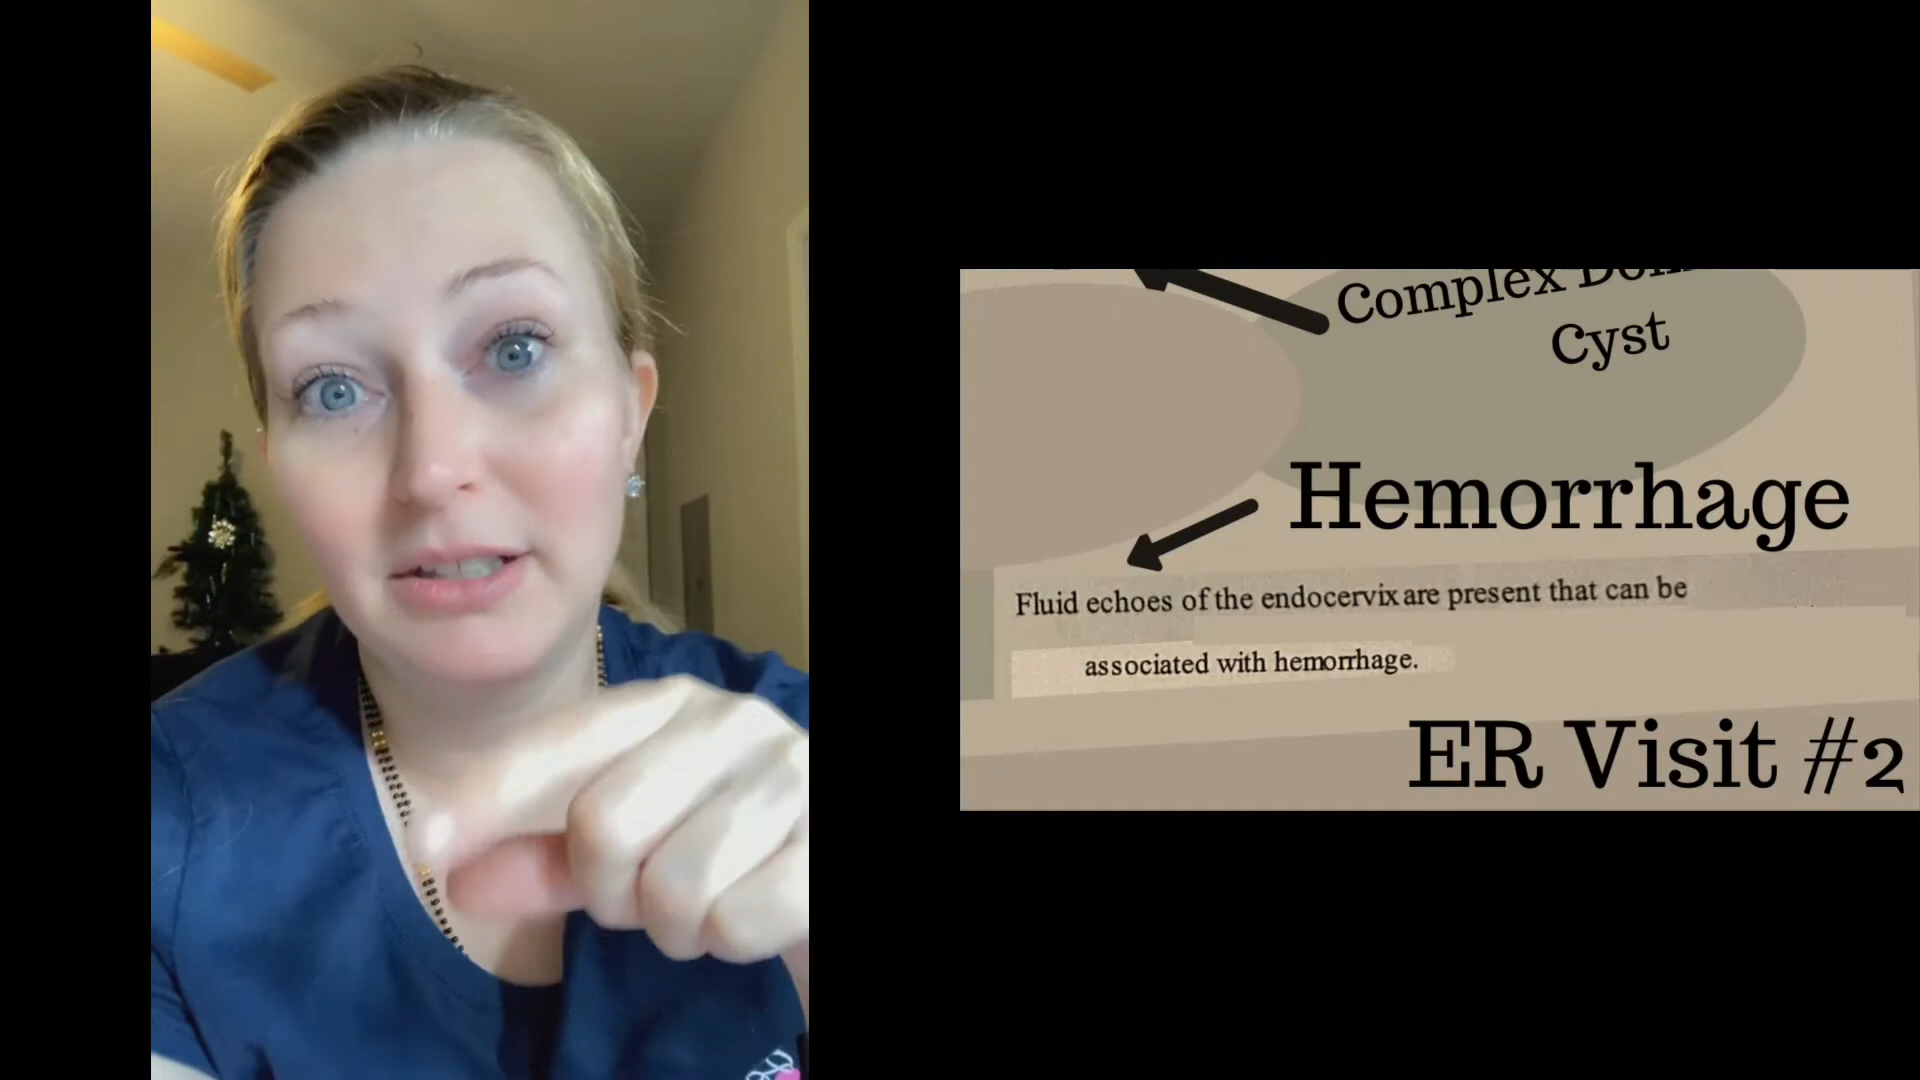 Complex
Cyst
Hemorrhage
Fluid echoes of the endocervix are present that can be
associated with hemorrhage.
ER Visit #2